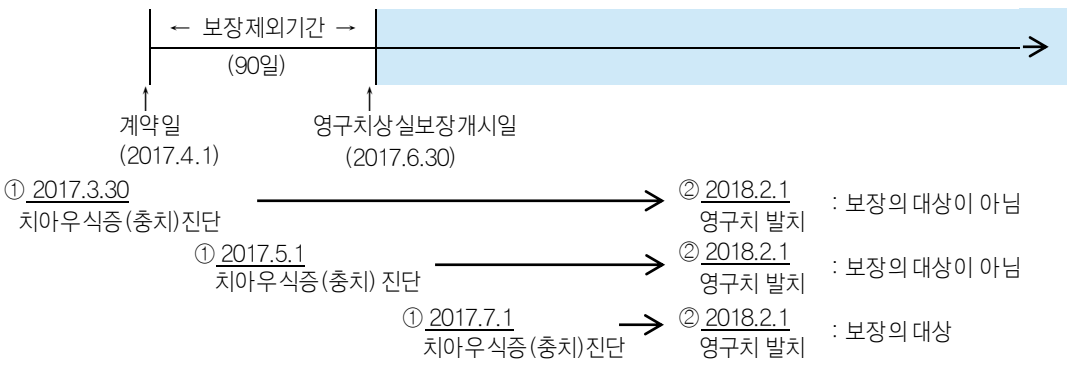 ← 보장제외기간 →
(90일)
계약일
(2017.4.1)
영구치상실보장개시일
(2017.6.30)
① 2017.3.30
치아우식증(충치)진단
② 2018.2.1
영구치 발치
: 보장의 대상이 아님
① 2017.5.1
치아우식증(충치) 진단
② 2018.2.1
영구치 발치
: 보장의 대상이 아님
① 2017.7.1
치아우식증(충치)진단
② 2018.2.1
영구치 발치
: 보장의 대상